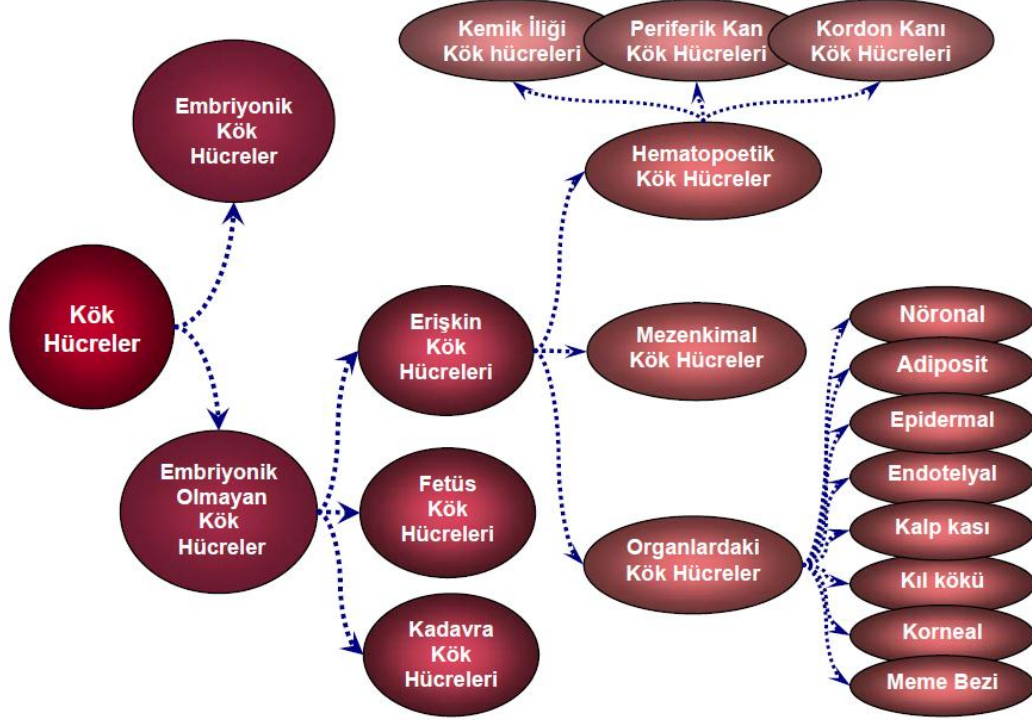 Kemik İliği
Kök hücreleri
Periferik Kan
Kök Hücreleri
Kordon Kanı
Kök Hücreleri
Embriyonik
Kök
Hücreler
Hematopoetik
Kök Hücreler
Kök
Hücreler
Erişkin
Kök
Hücreleri
Mezenkimal
Kök Hücreler
Embriyonik
Olmayan
Kök
Hücreler
Fetüs
Kök
Hücreleri
Kadavra
Kök
Hücreleri
Organlardaki
Kök Hücreler
Nöronal
Adiposit
Epidermal
Endotelyal
Kalp kası
Kıl kökü
Korneal
Meme Bezi